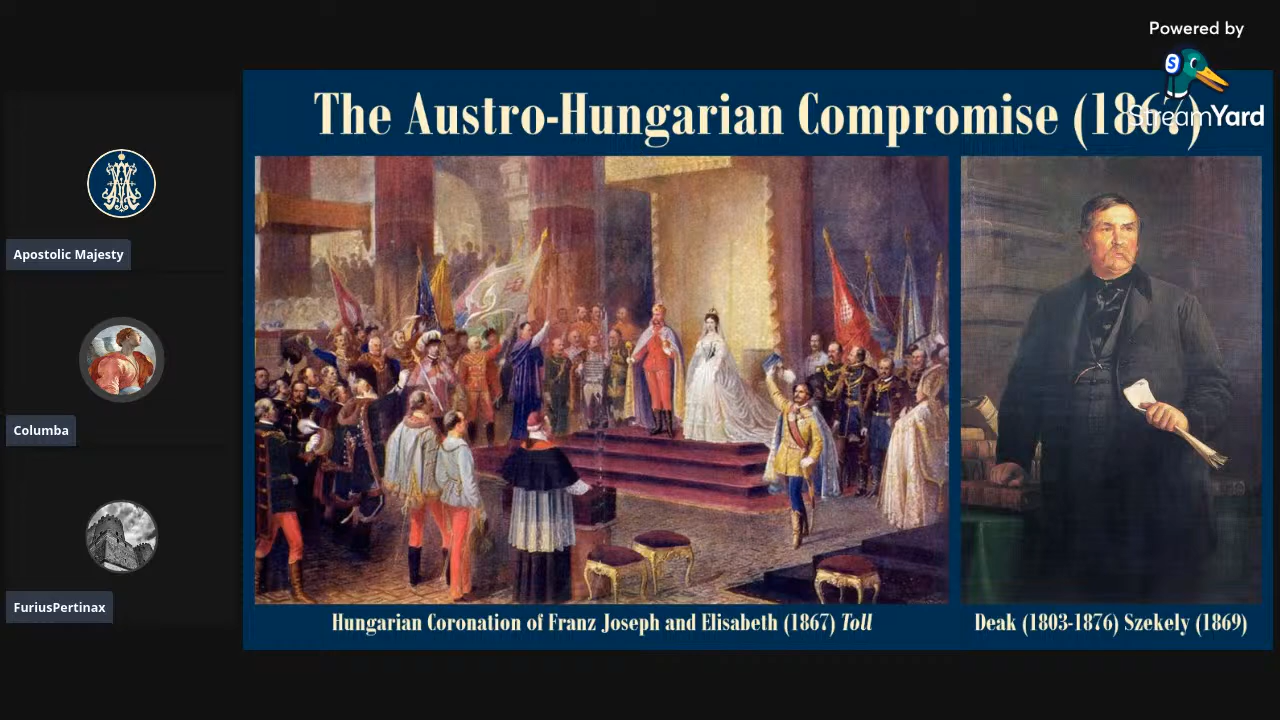 Powered by
StreamYard
The Austro-Hungarian Compromise (1867)
Apostolic Majesty
Columba
FuriusPertinax
Hungarian Coronation of Franz Joseph and Elisabeth (1867) Toll
Deak (1803-1876) Szekely (1869)